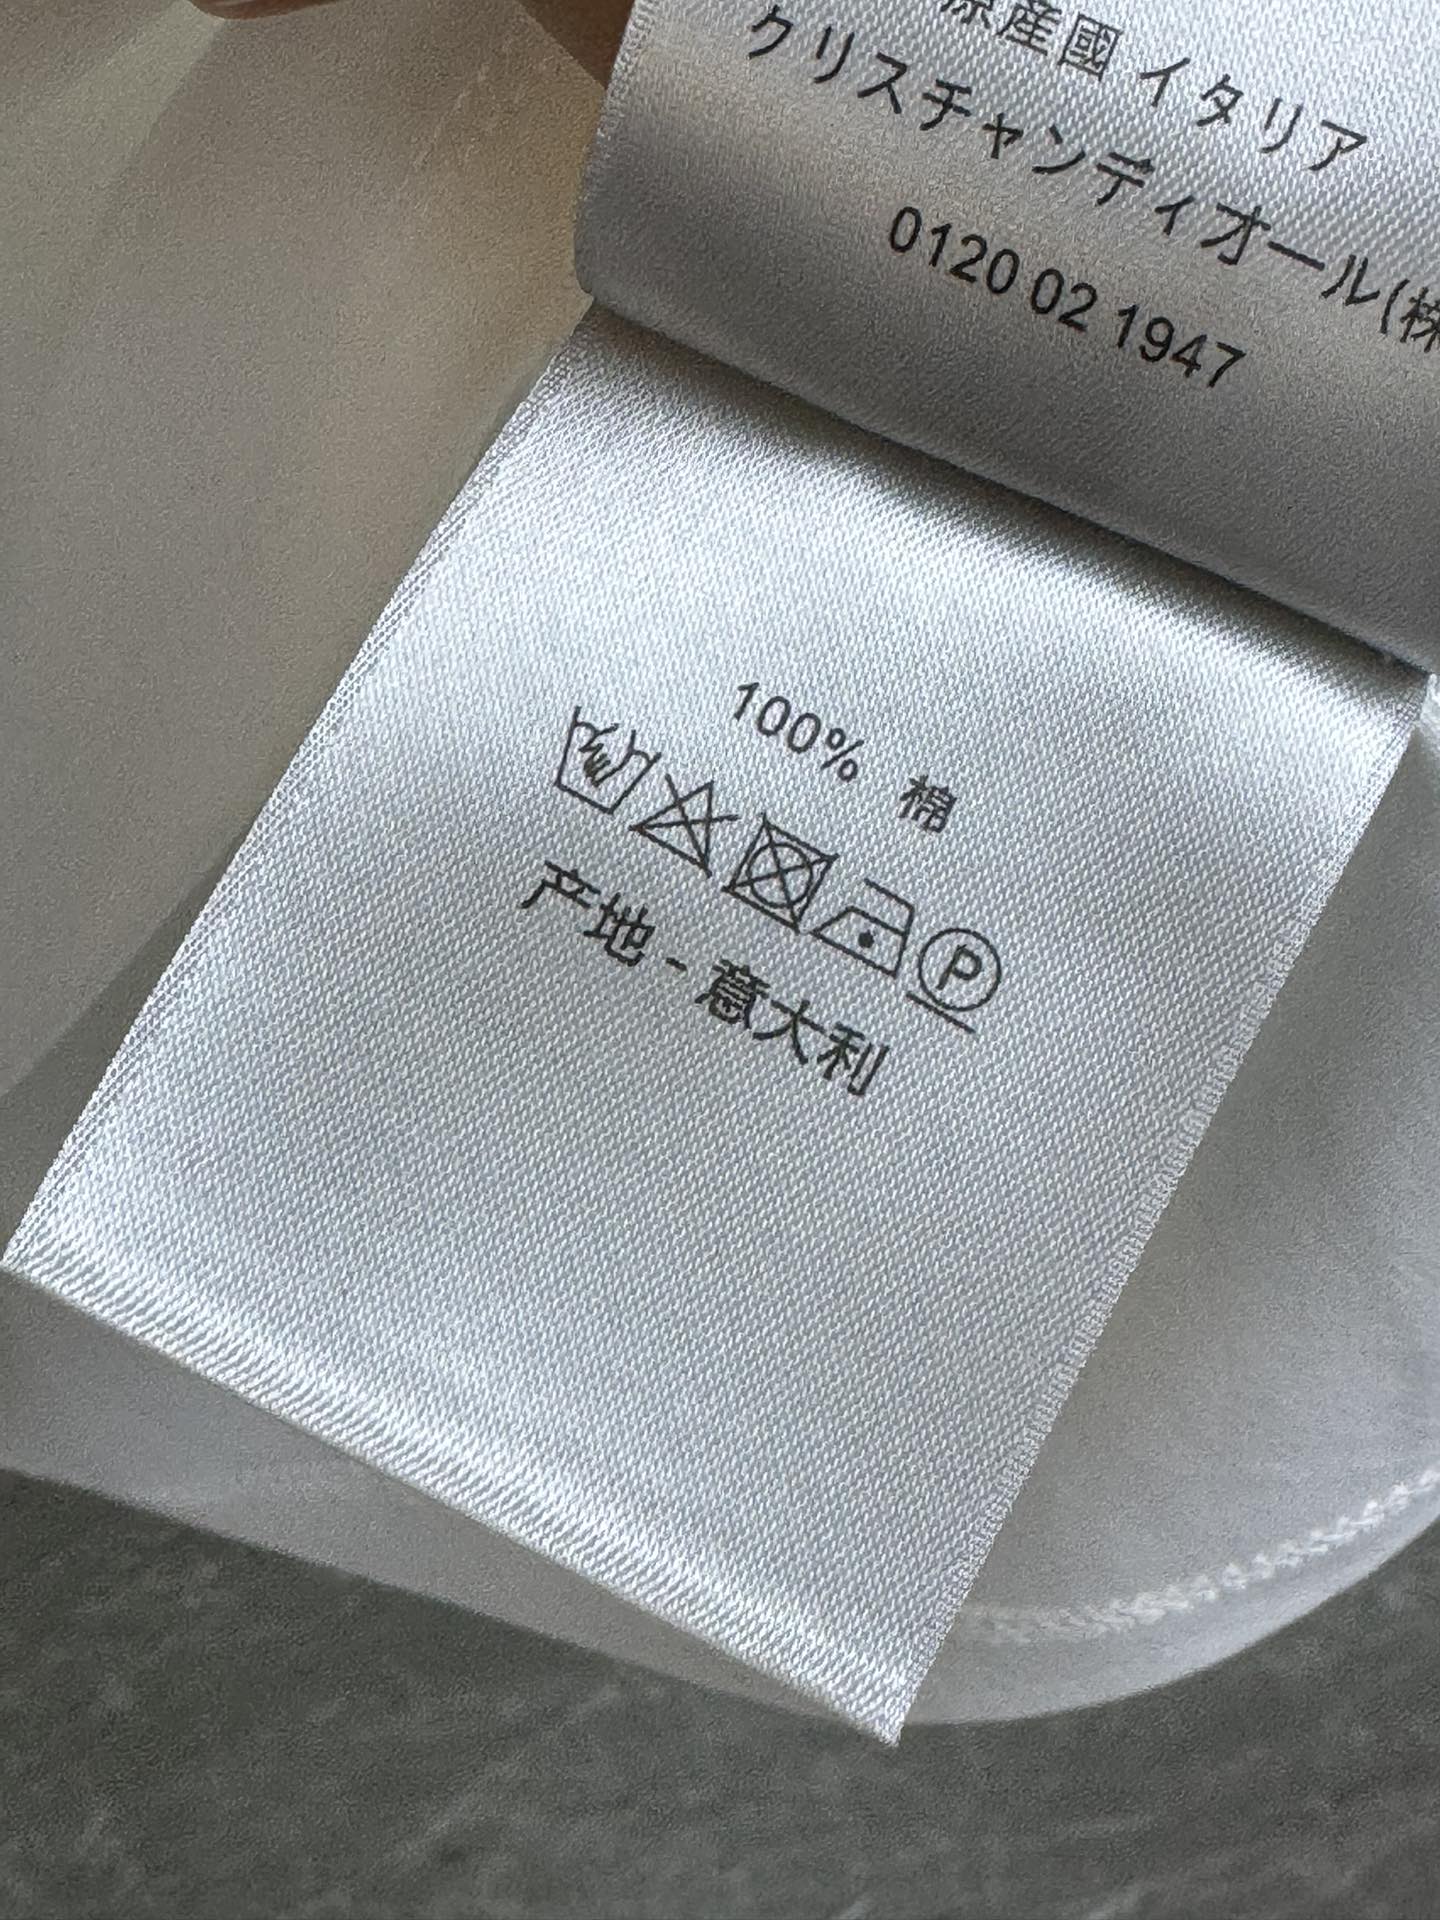 原産國 イタリア
クリスチャンディオール(株
0120 02 1947
100% 棉
P
产地 - 意大利